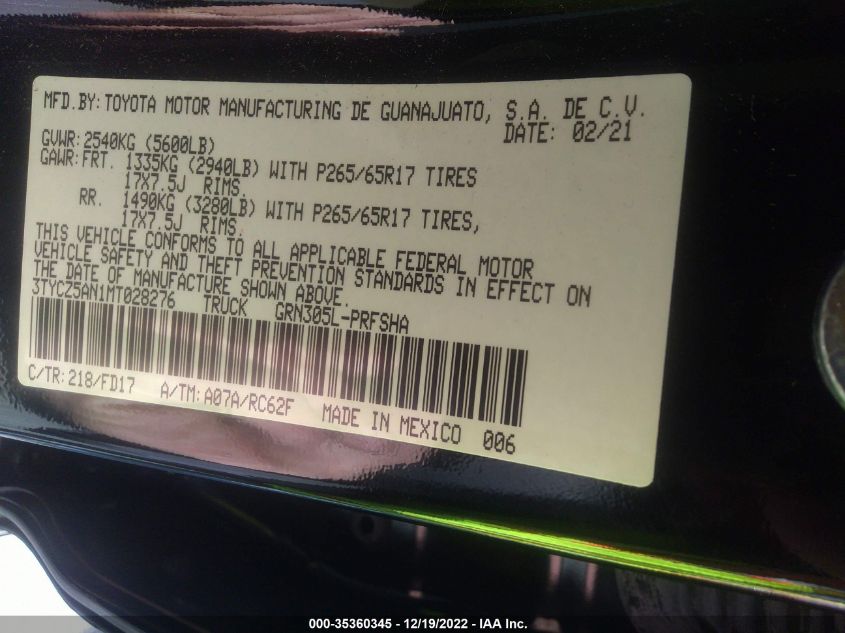 MFD.BY:TOYOTA MOTOR MANUFACTURING DE GUANAJUATO, S.A. DE C.V.
DATE: 02/21
GVWR:2540KG (5600LB)
GAWR:FRT. 1335KG (2940LB) WITH P265/65R17 TIRES
17X7.5J RIMS.
RR. 1490KG (3280LB) WITH P265/65R17 TIRES,
17X7.5J RIMS.
THIS VEHICLE CONFORMS TO ALL APPLICABLE FEDERAL MOTOR
VEHICLE SAFETY AND THEFT PREVENTION STANDARDS IN EFFECT ON
THE DATE OF MANUFACTURE SHOWN ABOVE.
3TYCZ5AN1MT028276 TRUCK GRN305L-PRFSHA
C/TR:218/FD17 A/TM:A07A/RC62F MADE IN MEXICO 006
000-35360345 - 12/19/2022 - IAA Inc.